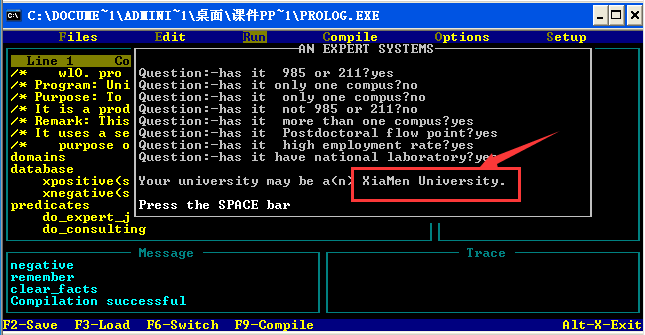 C:\DOCUME~1\ADMINI~1\桌面\课件PP~1\PROLOG.EXE
Files Edit Run Compile Options Setup
AN EXPERT SYSTEMS
Line 1 Co
/* wl0. pro
/* Program: Uni
/* Purpose: To
/* It is a prod
/* Remark: This
/* It uses a se
/* purpose o
domains
database
xpositive(s
xnegative(s
predicates
do_expert_j
do_consulting
Question:-has it 985 or 211?yes
Question:-has it only one compus?no
Question:-has it only one compus?no
Question:-has it not 985 or 211?no
Question:-has it more than one compus?yes
Question:-has it Postdoctoral flow point?yes
Question:-has it high employment rate?yes
Question:-has it have national laboratory?yes
Your university may be a(n) XiaMen University.
Press the SPACE bar
Message
negative
remember
clear_facts
Compilation successful
Trace
F2-Save F3-Load F6-Switch F9-Compile Alt-X-Exit